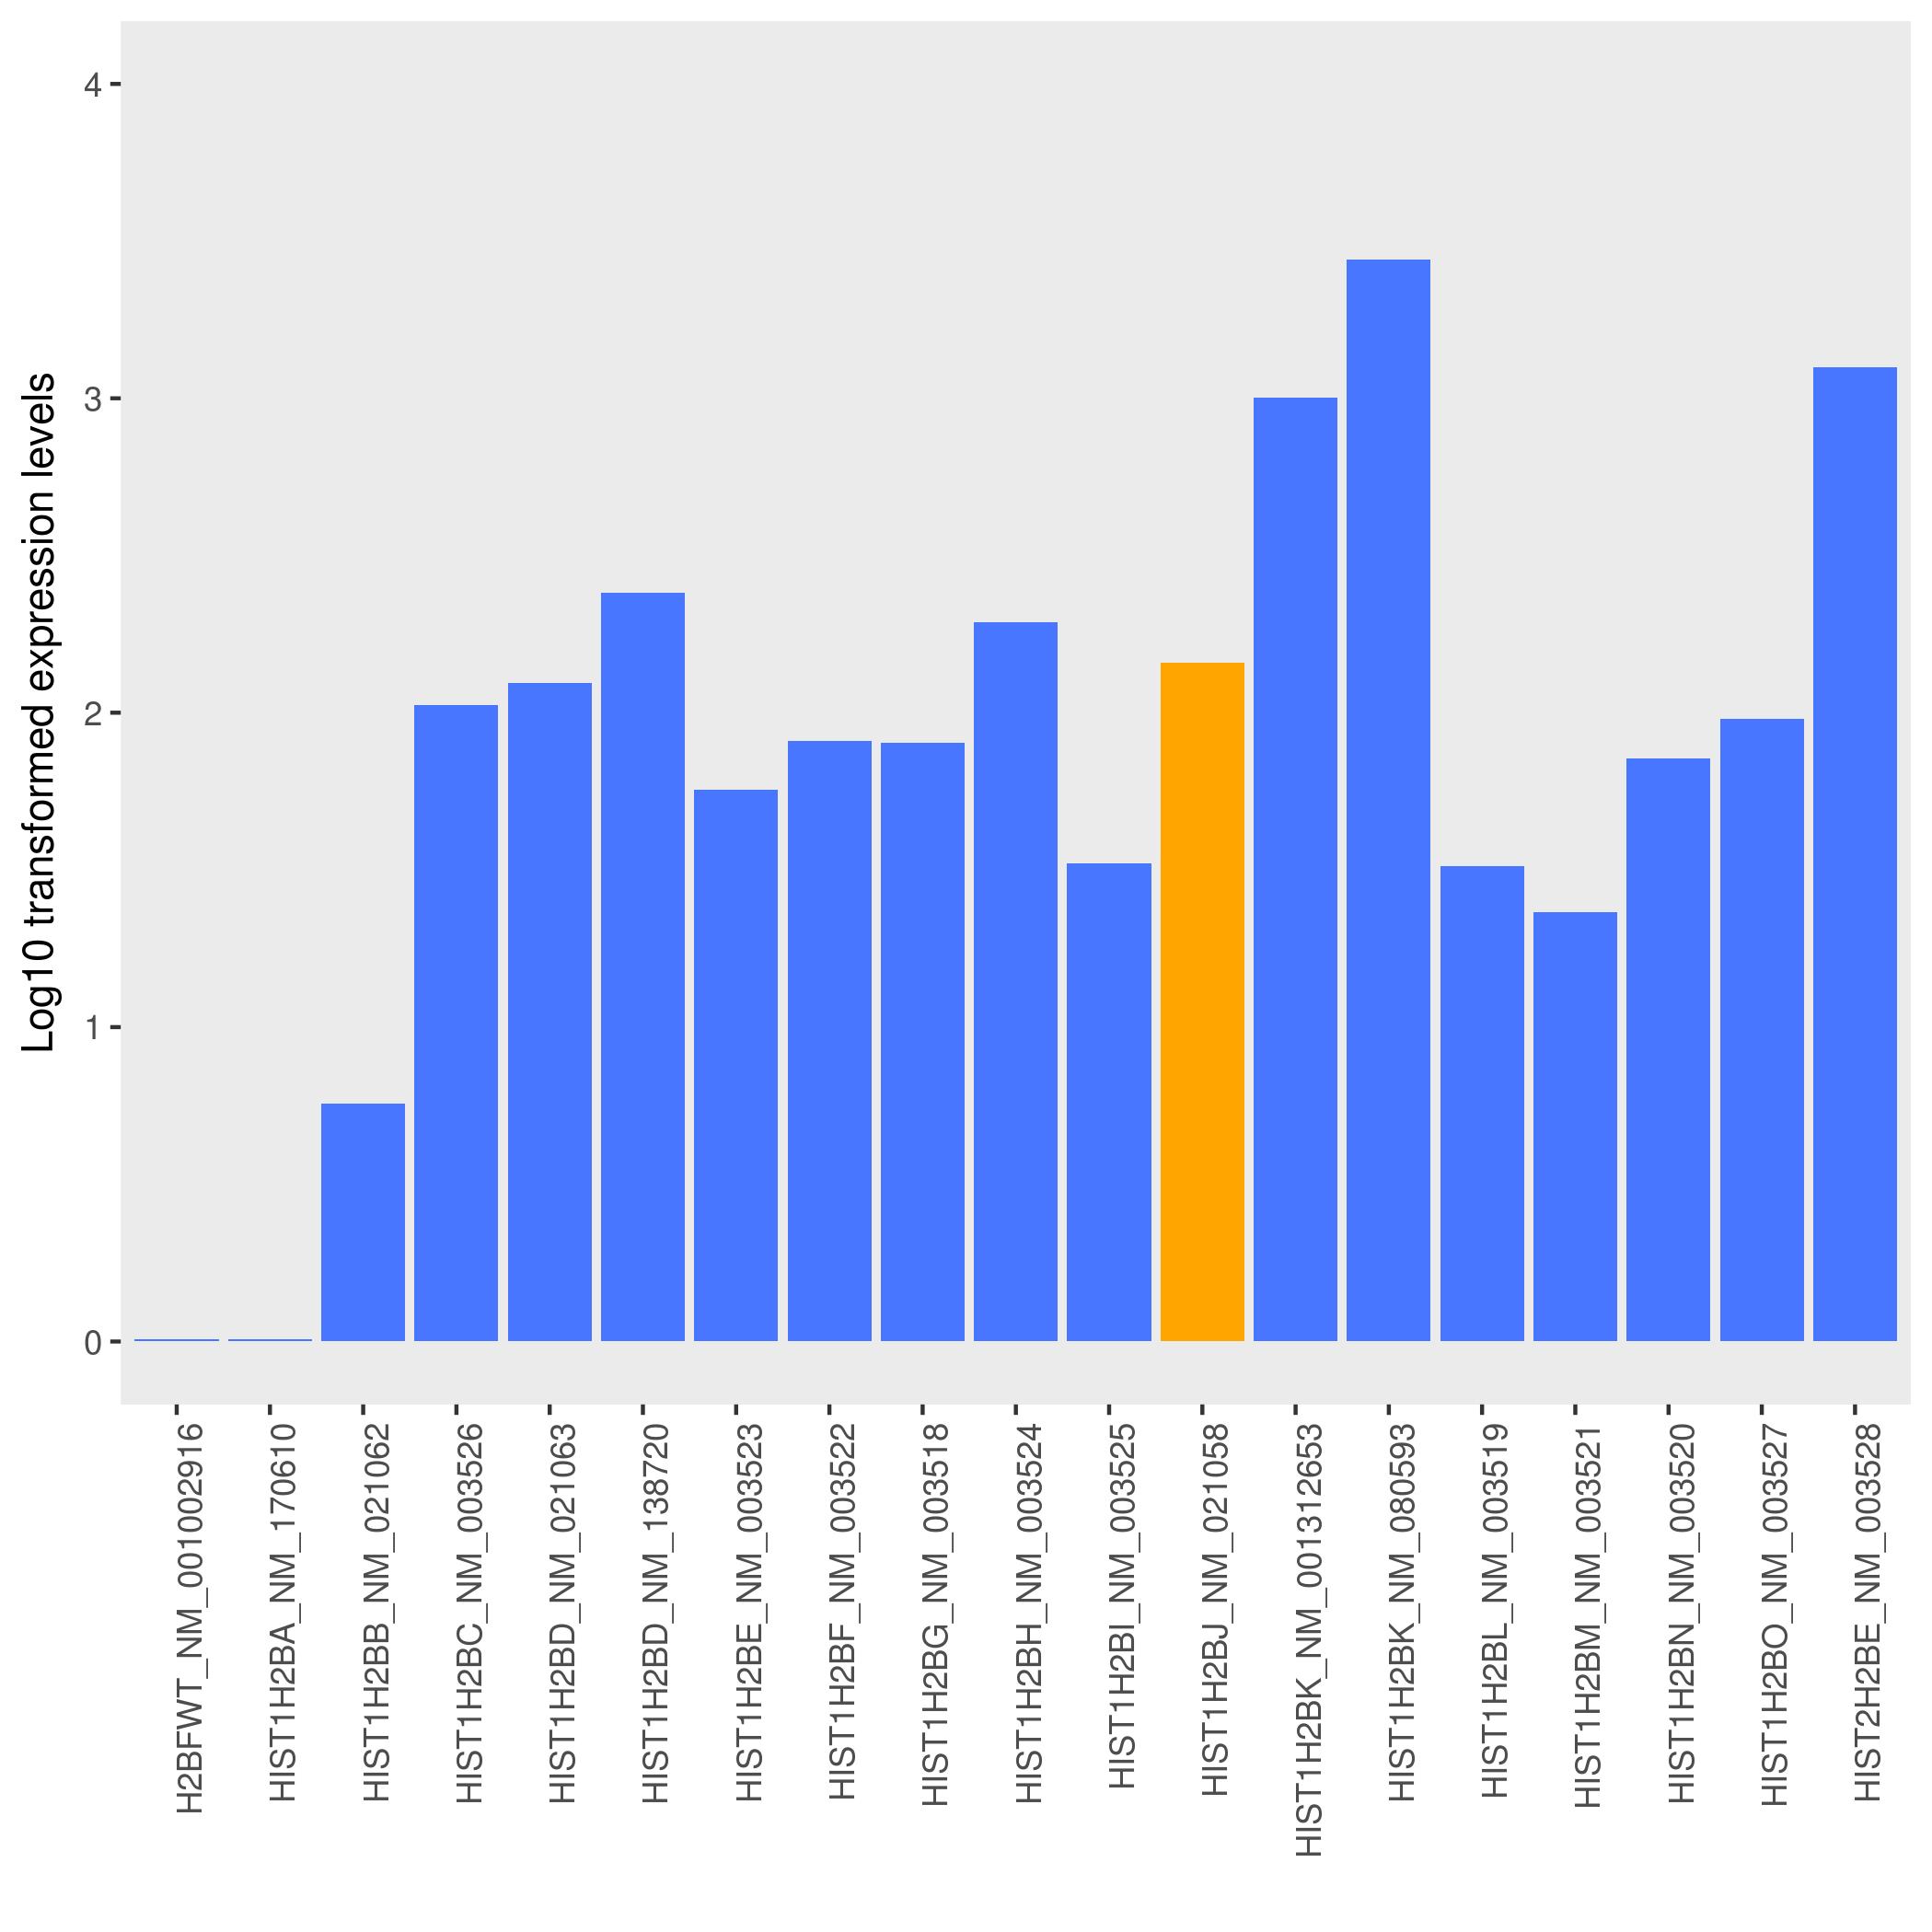 Log10 transformed expression levels
4
3
2
1
0
H2BFWT_NM_001002916
HIST1H2BA_NM_170610
HIST1H2BB_NM_021062
HIST1H2BC_NM_003526
HIST1H2BD_NM_021063
HIST1H2BD_NM_138720
HIST1H2BE_NM_003523
HIST1H2BF_NM_003522
HIST1H2BG_NM_003518
HIST1H2BH_NM_003524
HIST1H2BI_NM_003525
HIST1H2BJ_NM_021058
HIST1H2BK_NM_001312653
HIST1H2BK_NM_080593
HIST1H2BL_NM_003519
HIST1H2BM_NM_003521
HIST1H2BN_NM_003520
HIST1H2BO_NM_003527
HIST2H2BE_NM_003528